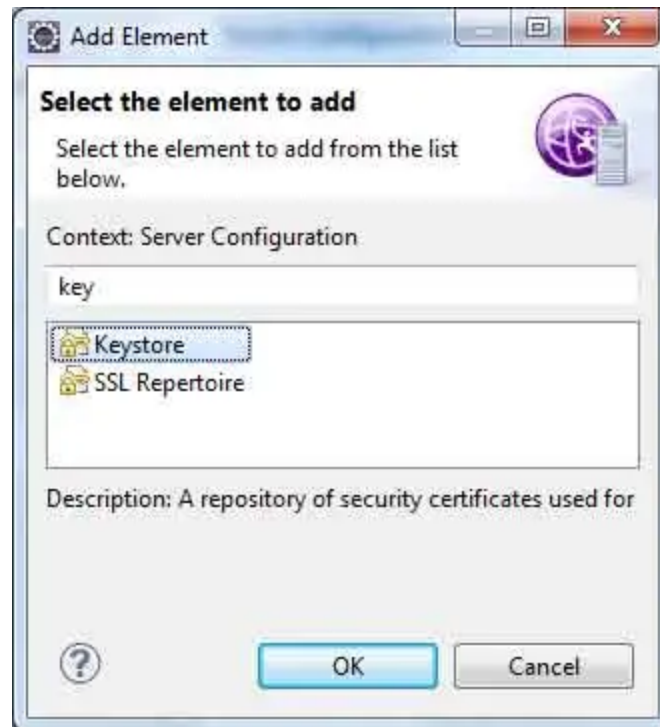 Add Element
Select the element to add
Select the element to add from the list
below.
Context: Server Configuration
key
Keystore
SSL Repertoire
Description: A repository of security certificates used for
OK
Cancel